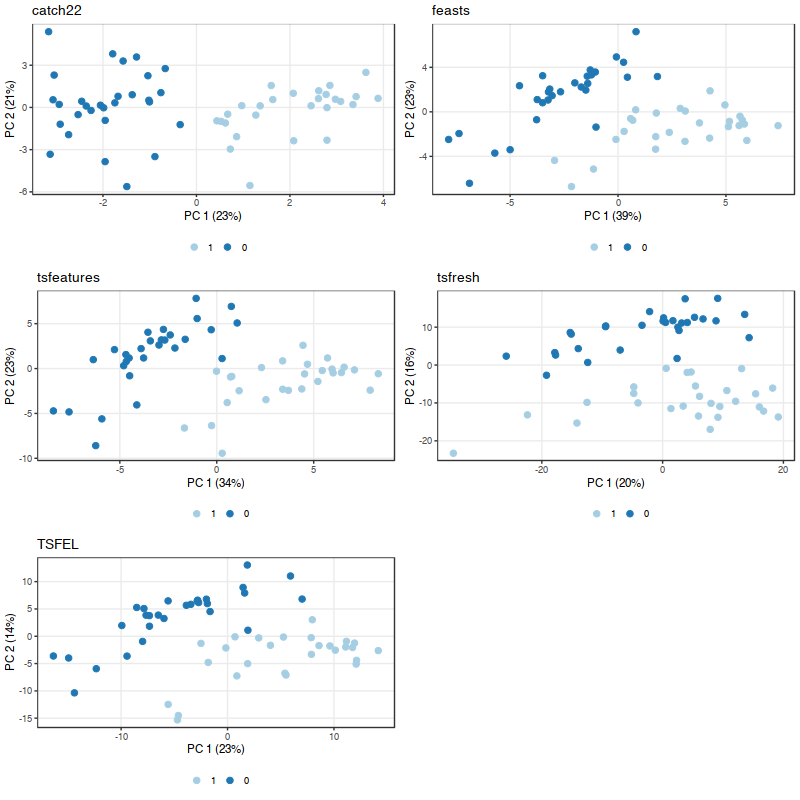 catch22
PC 2 (21%)
3
0
-3
-6
-2 0 2 4
PC 1 (23%)
1 0
feasts
PC 2 (23%)
4
0
-4
-5 0 5
PC 1 (39%)
1 0
tsfeatures
PC 2 (23%)
5
0
-5
-10
-5 0 5
PC 1 (34%)
1 0
tsfresh
PC 2 (16%)
10
0
-10
-20
-20 0 20
PC 1 (20%)
1 0
TSFEL
PC 2 (14%)
10
5
0
-5
-10
-15
-10 0 10
PC 1 (23%)
1 0